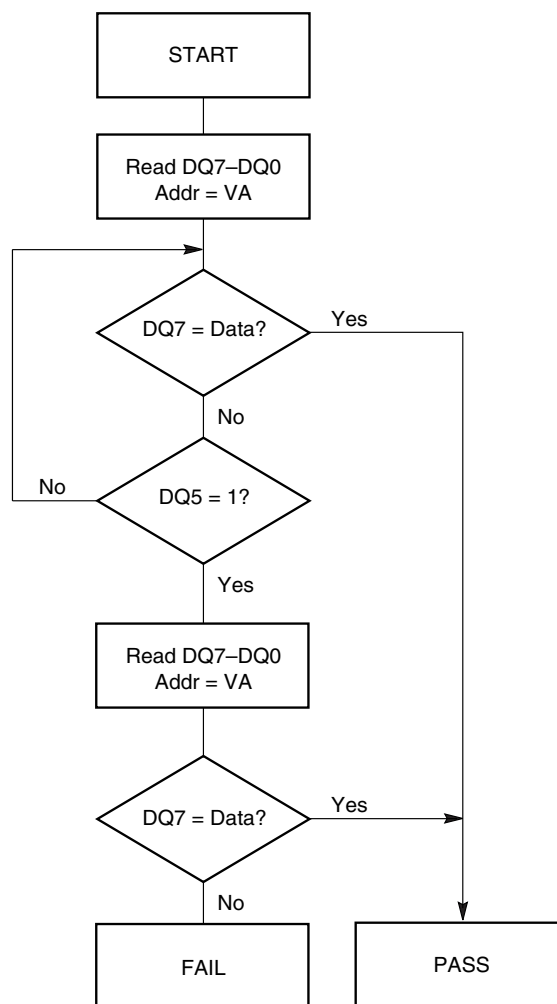 START
Read DQ7–DQ0
Addr = VA
DQ7 = Data?
Yes
No
No
DQ5 = 1?
Yes
Read DQ7–DQ0
Addr = VA
DQ7 = Data?
Yes
No
FAIL
PASS